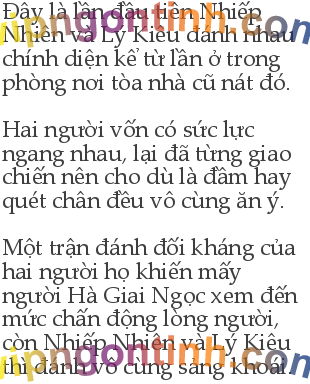 Đây là lần đầu tiên Nhiếp
Nhiên và Lý Kiêu đánh nhau
chính diện kể từ lần ở trong
phòng nơi tòa nhà cũ nát đó.
Hai người vốn có sức lực
ngang nhau, lại đã từng giao
chiến nên cho dù là đầm hay
quét chân đều vô cùng ăn ý.
Một trận đánh đối kháng của
hai người họ khiến mấy
người Hà Giai Ngọc xem đến
mức chấn động lòng người,
còn Nhiếp Nhiên và Lý Kiêu
thì đánh vô cùng sảng khoái.